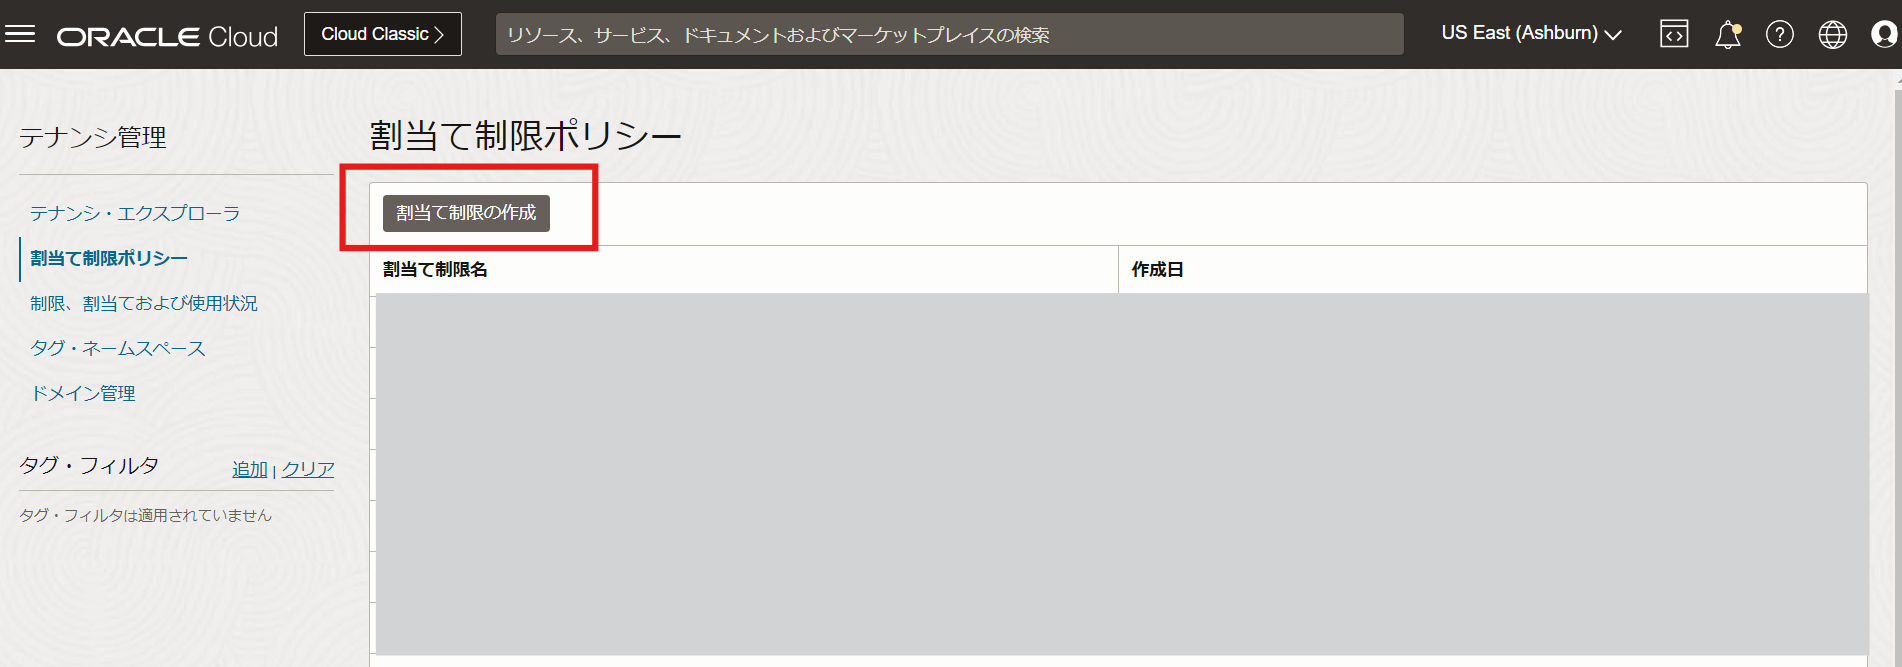 ORACLE Cloud
Cloud Classic
リソース、サービス、ドキュメントおよびマーケットプレイスの検索
US East (Ashburn)
テナンシ管理
テナンシ・エクスプローラ
割当て制限ポリシー
制限、割当ておよび使用状況
タグ・ネームスペース
ドメイン管理
タグ・フィルタ
追加 | クリア
タグ・フィルタは適用されていません
割当て制限ポリシー
割当て制限の作成
割当て制限名
作成日